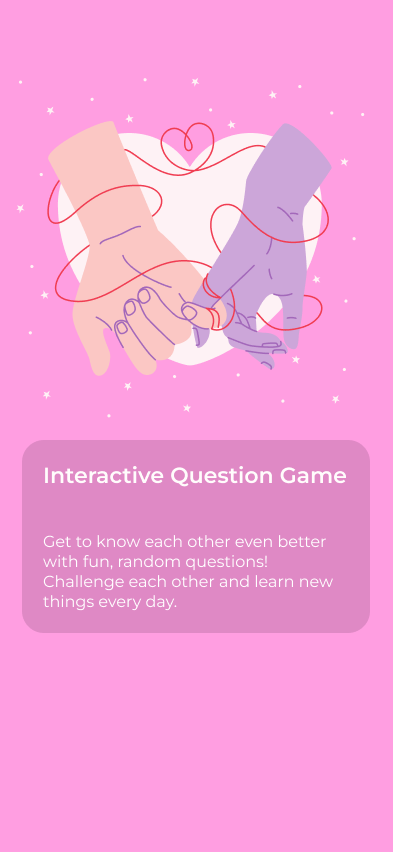 Interactive Question Game
Get to know each other even better
with fun, random questions!
Challenge each other and learn new
things every day.